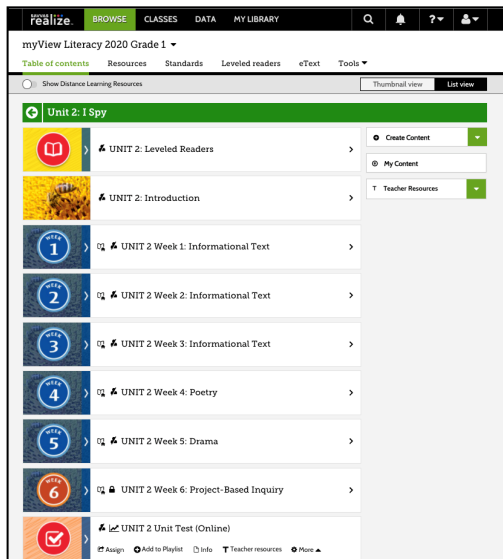 savvas
realize. BROWSE CLASSES DATA MY LIBRARY ?
myView Literacy 2020 Grade 1
Table of contents Resources Standards Leveled readers eText Tools
Show Distance Learning Resources Thumbnail view List view
Unit 2: I Spy
UNIT 2: Leveled Readers
Create Content
My Content
T Teacher Resources
UNIT 2: Introduction
WEEK 1 UNIT 2 Week 1: Informational Text
WEEK 2 UNIT 2 Week 2: Informational Text
WEEK 3 UNIT 2 Week 3: Informational Text
WEEK 4 UNIT 2 Week 4: Poetry
WEEK 5 UNIT 2 Week 5: Drama
WEEK 6 UNIT 2 Week 6: Project-Based Inquiry
UNIT 2 Unit Test (Online)
Assign Add to Playlist Info T Teacher resources More